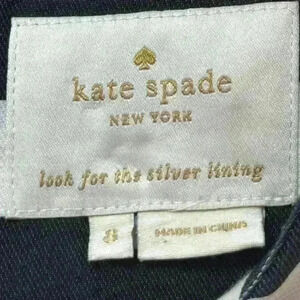 kate spade
NEW YORK
look for the silver lining
8
MADE IN CHINA